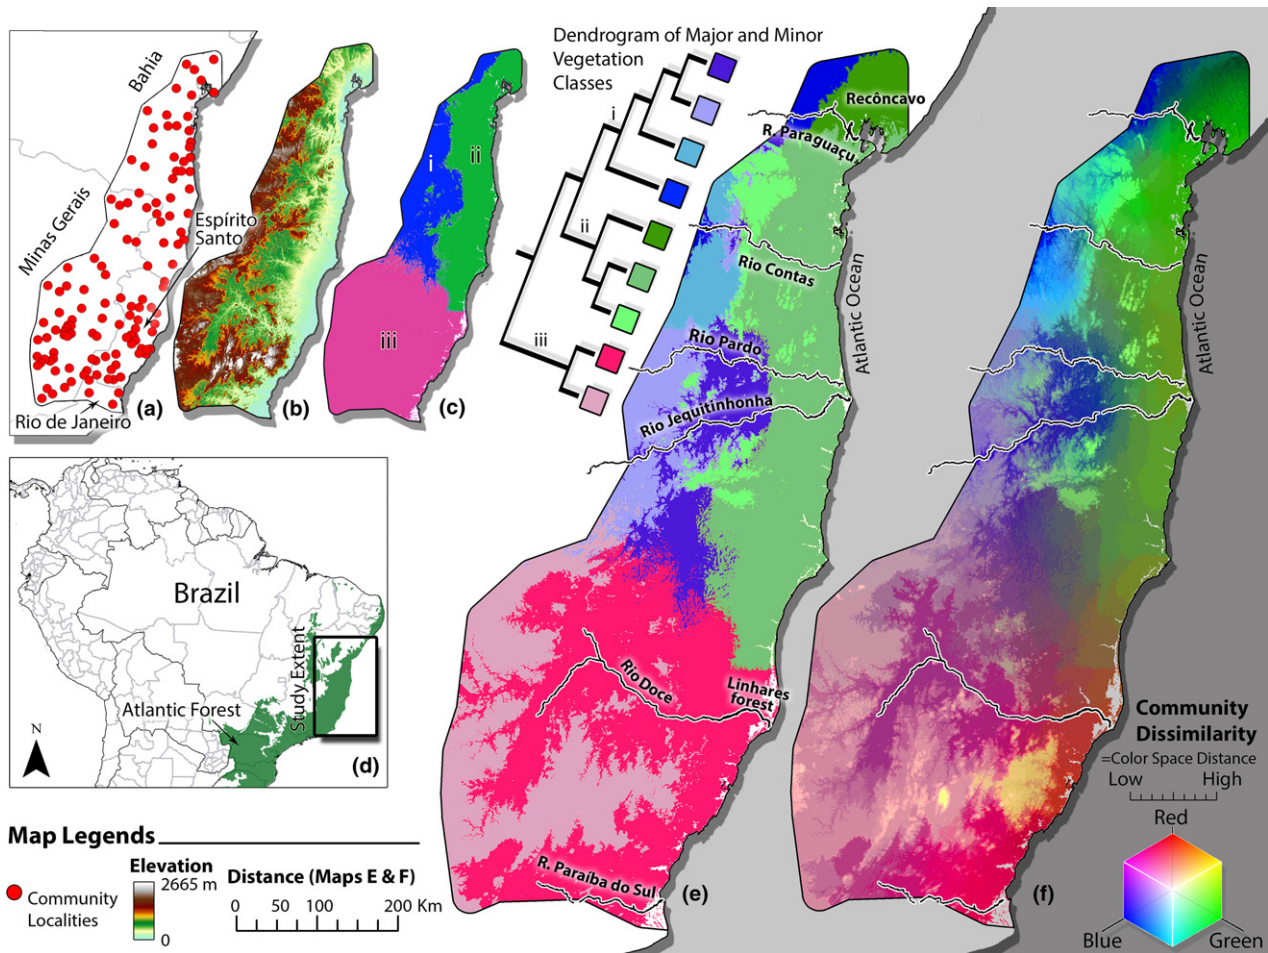 Dendrogram of Major and Minor
Vegetation
Classes
Bahia
Minas Gerais
Espírito
Santo
Rio de Janeiro
(a)
(b)
i
ii
iii
(c)
i
ii
iii
Recôncavo
R. Paraguaçu
Rio Contas
Rio Pardo
Rio Jequitinhonha
Atlantic Ocean
Rio Doce
Linhares
forest
R. Paraíba do Sul
(e)
Atlantic Ocean
(f)
Brazil
Study Extent
Atlantic Forest
N
(d)
Community
Dissimilarity
=Color Space Distance
Low High
Red
Blue Green
Map Legends
Community
Localities
Elevation
2665 m
0
Distance (Maps E & F)
0 50 100 200 Km